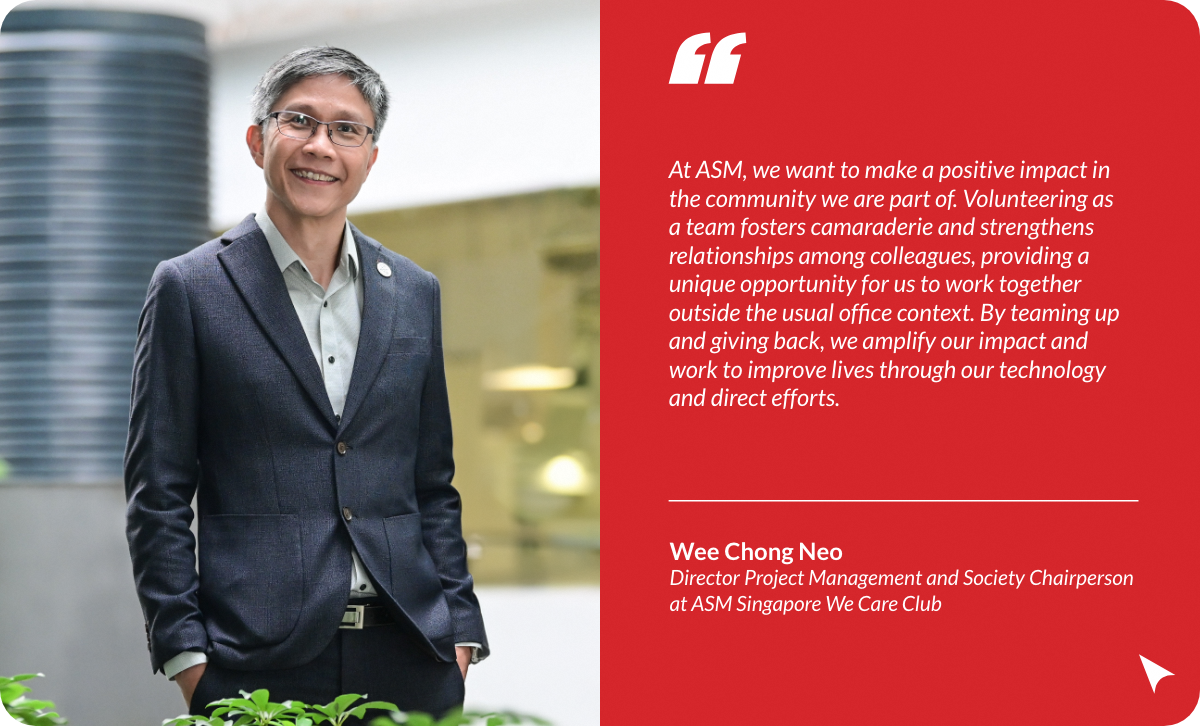 “
At ASM, we want to make a positive impact in
the community we are part of. Volunteering as
a team fosters camaraderie and strengthens
relationships among colleagues, providing a
unique opportunity for us to work together
outside the usual office context. By teaming up
and giving back, we amplify our impact and
work to improve lives through our technology
and direct efforts.
Wee Chong Neo
Director Project Management and Society Chairperson
at ASM Singapore We Care Club